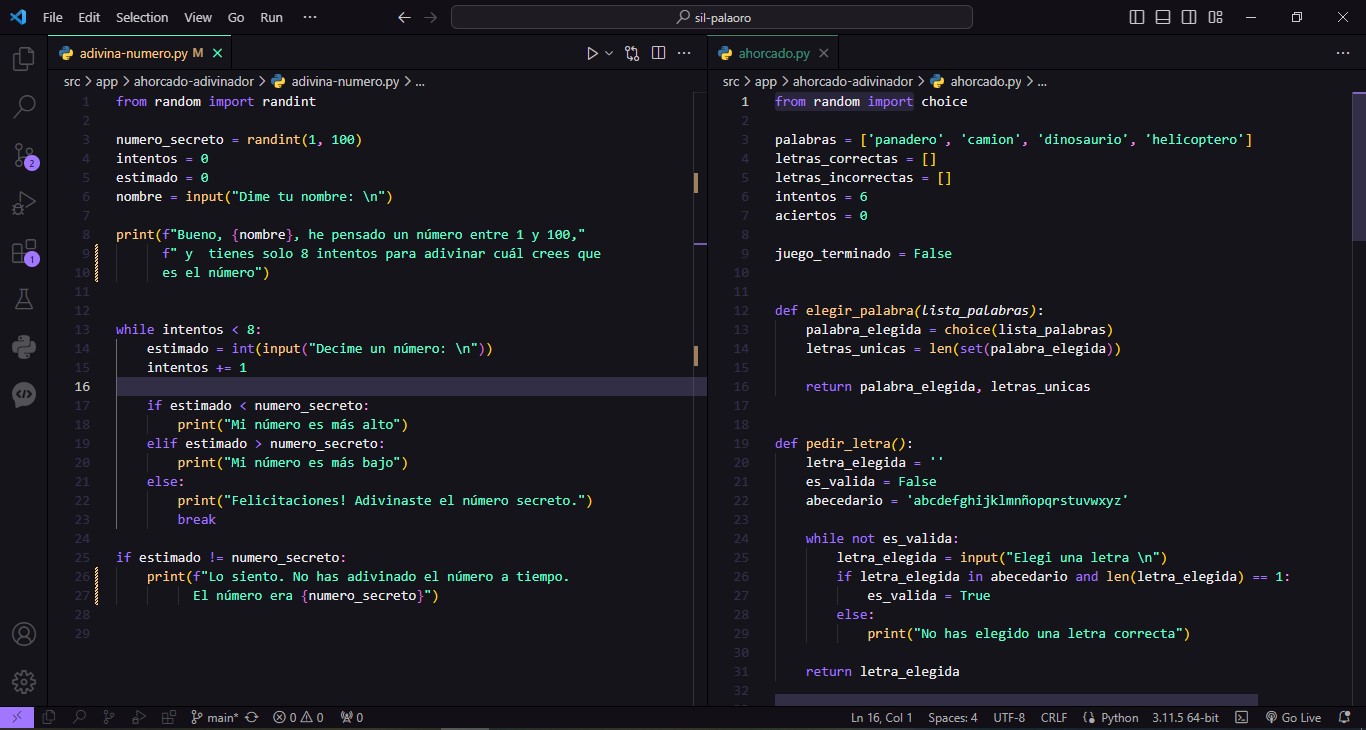 File Edit Selection View Go Run ··· sil-palaoro
adivina-numero.py M
src > app > ahorcado-adivinador > adivina-numero.py > ...
1 from random import randint
2
3 numero_secreto = randint(1, 100)
4 intentos = 0
5 estimado = 0
6 nombre = input("Dime tu nombre: \n")
7
8 print(f"Bueno, {nombre}, he pensado un número entre 1 y 100,"
9 f" y  tienes solo 8 intentos para adivinar cuál crees que
10 es el número")
11
12
13 while intentos < 8:
14 estimado = int(input("Decime un número: \n"))
15 intentos += 1
16
17 if estimado < numero_secreto:
18 print("Mi número es más alto")
19 elif estimado > numero_secreto:
20 print("Mi número es más bajo")
21 else:
22 print("Felicitaciones! Adivinaste el número secreto.")
23 break
24
25 if estimado != numero_secreto:
26 print(f"Lo siento. No has adivinado el número a tiempo.
27 El número era {numero_secreto}")
28
29
ahorcado.py
src > app > ahorcado-adivinador > ahorcado.py > ...
1 from random import choice
2
3 palabras = ['panadero', 'camion', 'dinosaurio', 'helicoptero']
4 letras_correctas = []
5 letras_incorrectas = []
6 intentos = 6
7 aciertos = 0
8
9 juego_terminado = False
10
11
12 def elegir_palabra(lista_palabras):
13 palabra_elegida = choice(lista_palabras)
14 letras_unicas = len(set(palabra_elegida))
15
16 return palabra_elegida, letras_unicas
17
18
19 def pedir_letra():
20 letra_elegida = ''
21 es_valida = False
22 abecedario = 'abcdefghijklmnñopqrstuvwxyz'
23
24 while not es_valida:
25 letra_elegida = input("Elegi una letra \n")
26 if letra_elegida in abecedario and len(letra_elegida) == 1:
27 es_valida = True
28 else:
29 print("No has elegido una letra correcta")
30
31 return letra_elegida
32
2
1
main* 0 0 0 Ln 16, Col 1 Spaces: 4 UTF-8 CRLF Python 3.11.5 64-bit Go Live